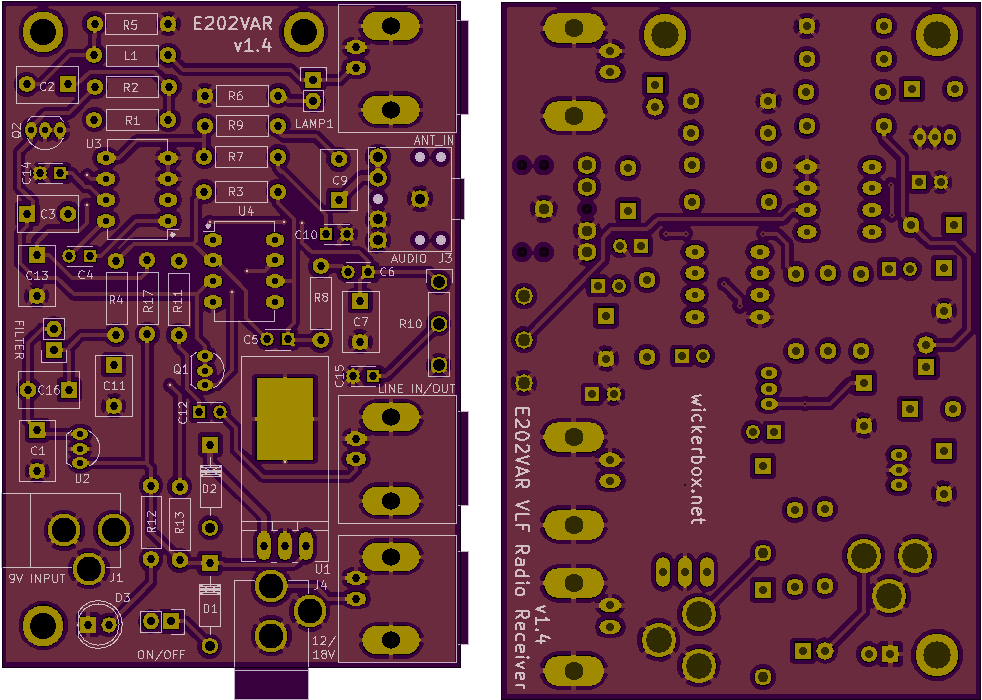 E202VAR
v1.4
R5
L1
C2
R2
R1
R6
LAMP1
Q2
U3
R9
ANT_IN
R7
C14
C9
R3
C3
U4
C10
AUDIO
J3
C13
C4
C6
R4
R17
R11
R8
C7
R10
FILTER
C5
Q1
C15
C16
C11
LINE IN/OUT
C12
C1
U2
D2
R12
R13
9V INPUT
J1
U1
J4
D3
D1
12/
18V
ON/OFF
wickerbox.net
E202VAR VLF Radio Receiver
v1.4